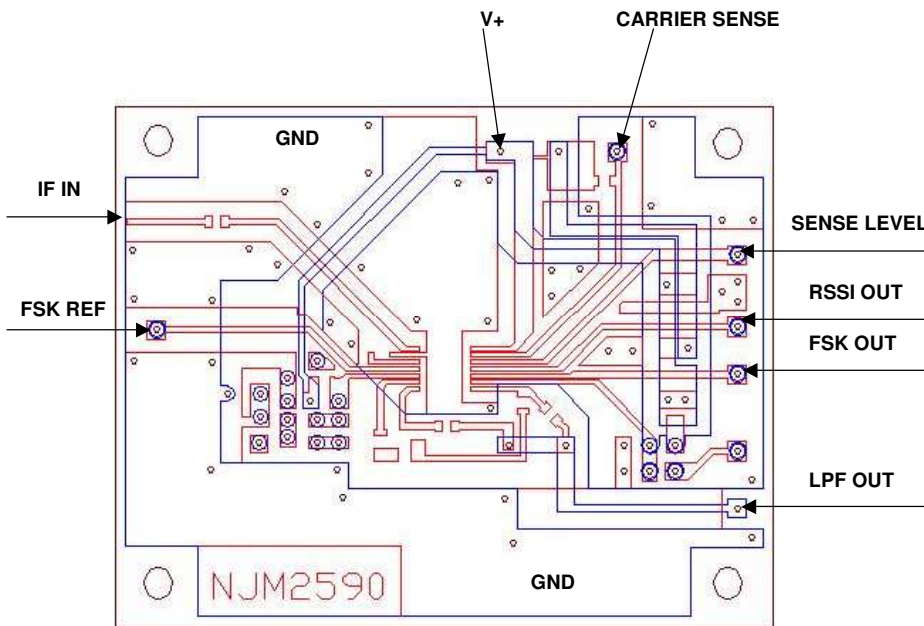 V+
CARRIER SENSE
GND
IF IN
SENSE LEVEL
RSSI OUT
FSK REF
FSK OUT
LPF OUT
NJM2590
GND